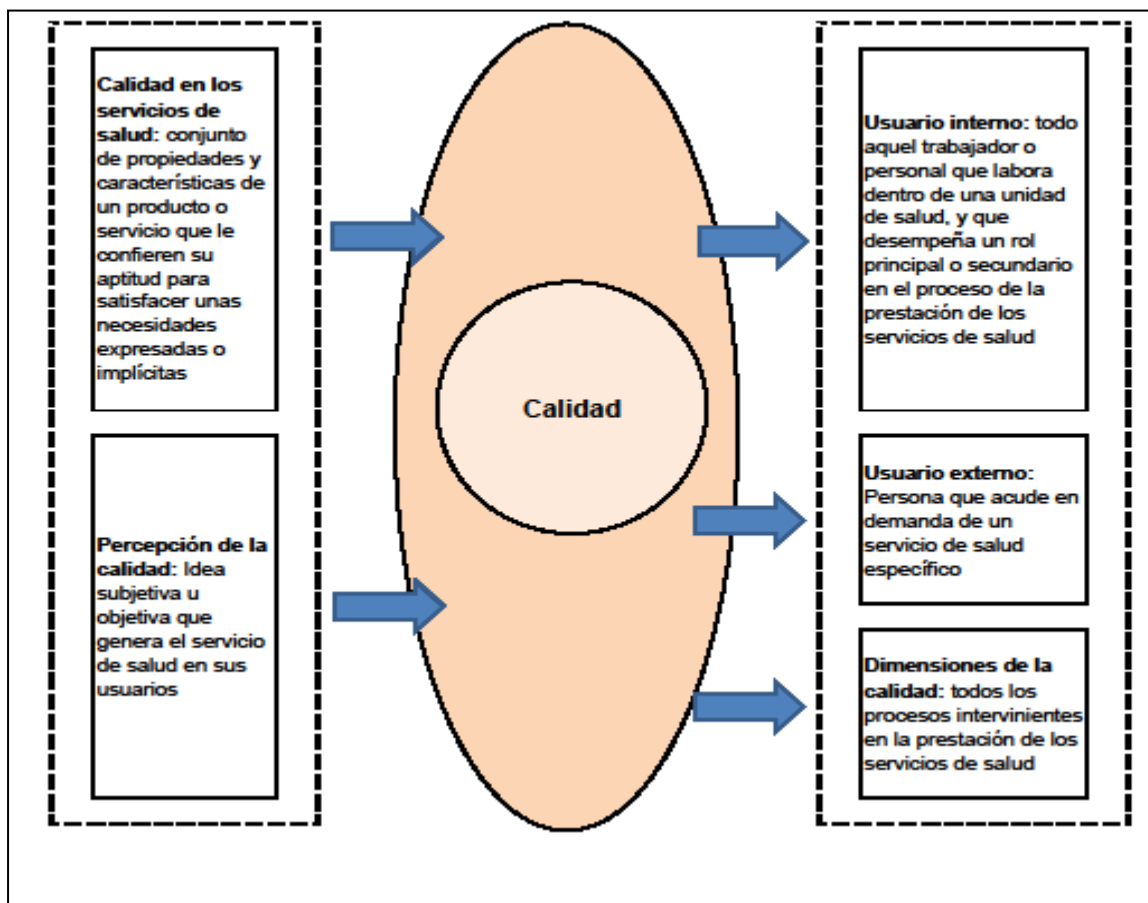 Calidad en los
servicios de
salud: conjunto
de propiedades y
características de
un producto o
servicio que le
confieren su
aptitud para
satisfacer unas
necesidades
expresadas o
implícitas
Percepción de la
calidad: Idea
subjetiva u
objetiva que
genera el servicio
de salud en sus
usuarios
Calidad
Usuario interno: todo
aquel trabajador o
personal que labora
dentro de una unidad
de salud, y que
desempeña un rol
principal o secundario
en el proceso de la
prestación de los
servicios de salud
Usuario externo:
Persona que acude en
demanda de un
servicio de salud
específico
Dimensiones de la
calidad: todos los
procesos intervinientes
en la prestación de los
servicios de salud